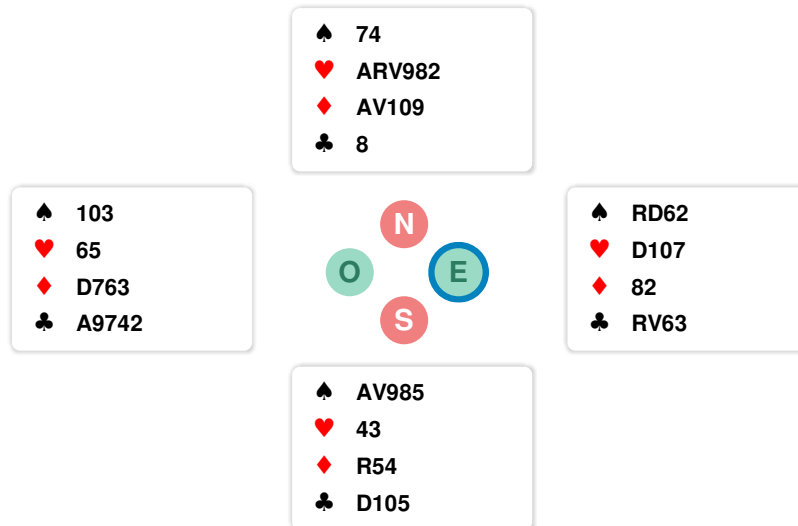 ♠ 74
♥ ARV982
♦ AV109
♣ 8
♠ 103
♥ 65
♦ D763
♣ A9742
N
O
E
S
♠ RD62
♥ D107
♦ 82
♣ RV63
♠ AV985
♥ 43
♦ R54
♣ D105